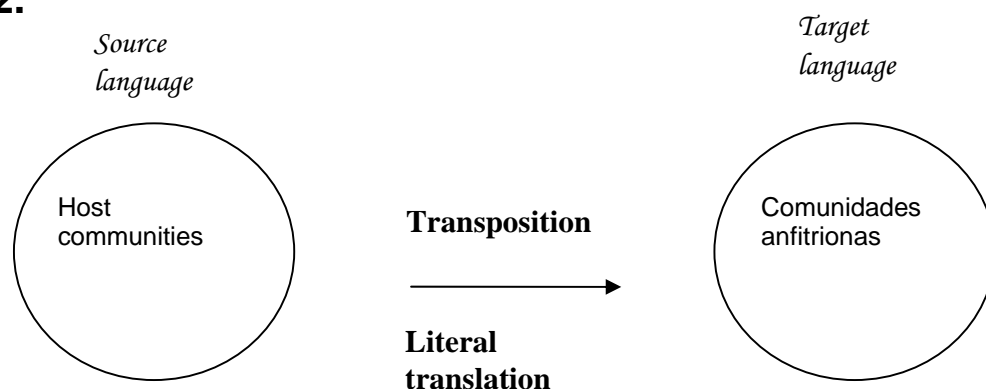 2.
Source
language
Target
language
Host
communities
Transposition
Comunidades
anfitrionas
Literal
translation